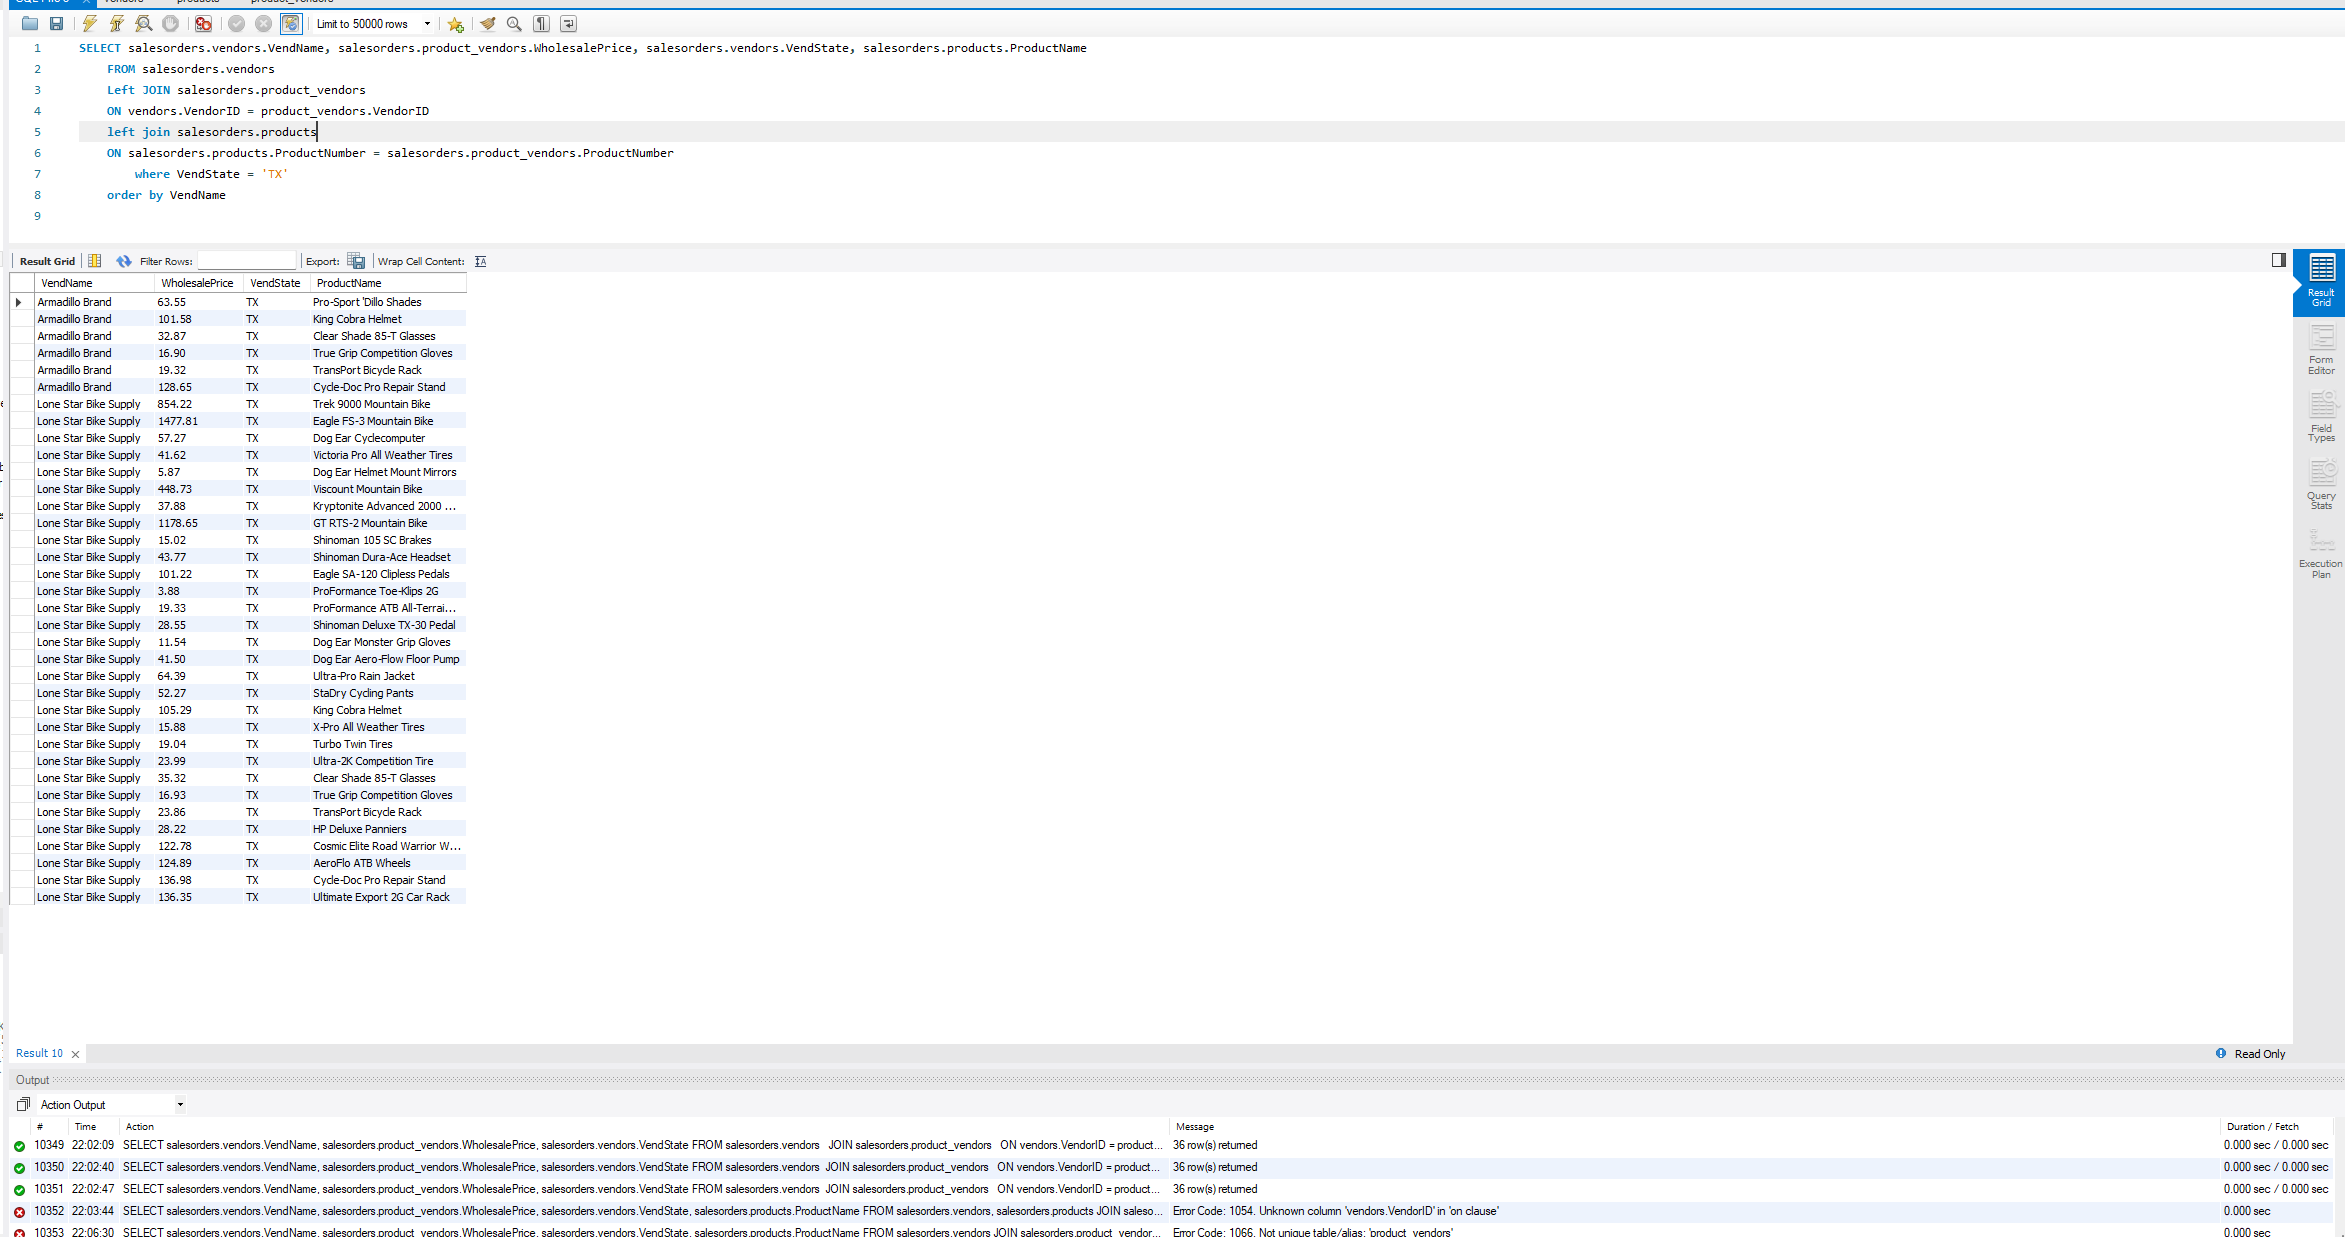 vendors products product_vendors
Limit to 50000 rows
1 SELECT salesorders.vendors.VendName, salesorders.product_vendors.WholesalePrice, salesorders.vendors.VendState, salesorders.products.ProductName
2 FROM salesorders.vendors
3 Left JOIN salesorders.product_vendors
4 ON vendors.VendorID = product_vendors.VendorID
5 left join salesorders.products
6 ON salesorders.products.ProductNumber = salesorders.product_vendors.ProductNumber
7 where VendState = 'TX'
8 order by VendName
9
Result Grid Filter Rows: Export: Wrap Cell Content:
VendName WholesalePrice VendState ProductName
Armadillo Brand 63.55 TX Pro-Sport 'Dillo Shades
Armadillo Brand 101.58 TX King Cobra Helmet
Armadillo Brand 32.87 TX Clear Shade 85-T Glasses
Armadillo Brand 16.90 TX True Grip Competition Gloves
Armadillo Brand 19.32 TX TransPort Bicycle Rack
Armadillo Brand 128.65 TX Cycle-Doc Pro Repair Stand
Lone Star Bike Supply 854.22 TX Trek 9000 Mountain Bike
Lone Star Bike Supply 1477.81 TX Eagle FS-3 Mountain Bike
Lone Star Bike Supply 57.27 TX Dog Ear Cyclecomputer
Lone Star Bike Supply 41.62 TX Victoria Pro All Weather Tires
Lone Star Bike Supply 5.87 TX Dog Ear Helmet Mount Mirrors
Lone Star Bike Supply 448.73 TX Viscount Mountain Bike
Lone Star Bike Supply 37.88 TX Kryptonite Advanced 2000 ...
Lone Star Bike Supply 1178.65 TX GT RTS-2 Mountain Bike
Lone Star Bike Supply 15.02 TX Shinoman 105 SC Brakes
Lone Star Bike Supply 43.77 TX Shinoman Dura-Ace Headset
Lone Star Bike Supply 101.22 TX Eagle SA-120 Clipless Pedals
Lone Star Bike Supply 3.88 TX ProFormance Toe-Klips 2G
Lone Star Bike Supply 19.33 TX ProFormance ATB All-Terrai...
Lone Star Bike Supply 28.55 TX Shinoman Deluxe TX-30 Pedal
Lone Star Bike Supply 11.54 TX Dog Ear Monster Grip Gloves
Lone Star Bike Supply 41.50 TX Dog Ear Aero-Flow Floor Pump
Lone Star Bike Supply 64.39 TX Ultra-Pro Rain Jacket
Lone Star Bike Supply 52.27 TX StaDry Cycling Pants
Lone Star Bike Supply 105.29 TX King Cobra Helmet
Lone Star Bike Supply 15.88 TX X-Pro All Weather Tires
Lone Star Bike Supply 19.04 TX Turbo Twin Tires
Lone Star Bike Supply 23.99 TX Ultra-2K Competition Tire
Lone Star Bike Supply 35.32 TX Clear Shade 85-T Glasses
Lone Star Bike Supply 16.93 TX True Grip Competition Gloves
Lone Star Bike Supply 23.86 TX TransPort Bicycle Rack
Lone Star Bike Supply 28.22 TX HP Deluxe Panniers
Lone Star Bike Supply 122.78 TX Cosmic Elite Road Warrior W...
Lone Star Bike Supply 124.89 TX AeroFlo ATB Wheels
Lone Star Bike Supply 136.98 TX Cycle-Doc Pro Repair Stand
Lone Star Bike Supply 136.35 TX Ultimate Export 2G Car Rack
Result
Grid
Form
Editor
Field
Types
Query
Stats
Execution
Plan
Result 10
Read Only
Output
Action Output
# Time Action Message Duration / Fetch
10349 22:02:09 SELECT salesorders.vendors.VendName, salesorders.product_vendors.WholesalePrice, salesorders.vendors.VendState FROM salesorders.vendors JOIN salesorders.product_vendors ON vendors.VendorID = product... 36 row(s) returned 0.000 sec / 0.000 sec
10350 22:02:40 SELECT salesorders.vendors.VendName, salesorders.product_vendors.WholesalePrice, salesorders.vendors.VendState FROM salesorders.vendors JOIN salesorders.product_vendors ON vendors.VendorID = product... 36 row(s) returned 0.000 sec / 0.000 sec
10351 22:02:47 SELECT salesorders.vendors.VendName, salesorders.product_vendors.WholesalePrice, salesorders.vendors.VendState FROM salesorders.vendors JOIN salesorders.product_vendors ON vendors.VendorID = product... 36 row(s) returned 0.000 sec / 0.000 sec
10352 22:03:44 SELECT salesorders.vendors.VendName, salesorders.product_vendors.WholesalePrice, salesorders.vendors.VendState, salesorders.products.ProductName FROM salesorders.vendors, salesorders.products JOIN saleso... Error Code: 1054. Unknown column 'vendors.VendorID' in 'on clause' 0.000 sec
10353 22:06:30 SELECT salesorders.vendors.VendName, salesorders.product_vendors.WholesalePrice, salesorders.vendors.VendState, salesorders.products.ProductName FROM salesorders.vendors JOIN salesorders.product_vendor... Error Code: 1066. Not unique table/alias: 'product_vendors' 0.000 sec